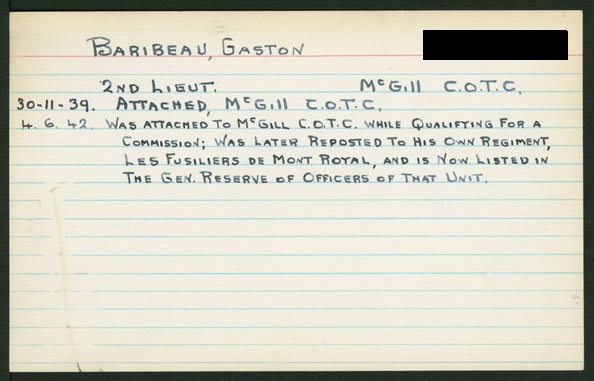 BARIBEAU, GASTON
2ND LIEUT. McGill C.O.T.C.
30-11-39. ATTACHED, McGill C.O.T.C.
4. 6. 42. WAS ATTACHED TO McGILL C.O.T.C. WHILE QUALIFYING FOR A
COMMISSION; WAS LATER REPOSTED TO HIS OWN REGIMENT,
LES FUSILIERS DE MONT ROYAL, AND IS NOW LISTED IN
THE GEN. RESERVE OF OFFICERS OF THAT UNIT.